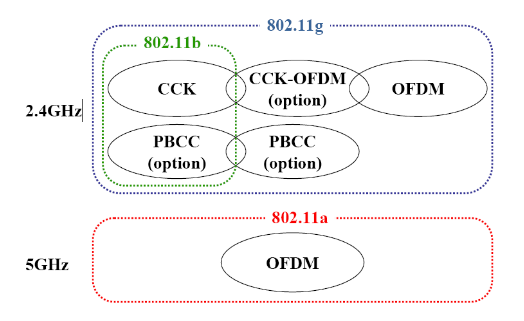 802.11g
802.11b
CCK
CCK-OFDM
(option)
OFDM
2.4GHz
PBCC
(option)
PBCC
(option)
802.11a
5GHz
OFDM